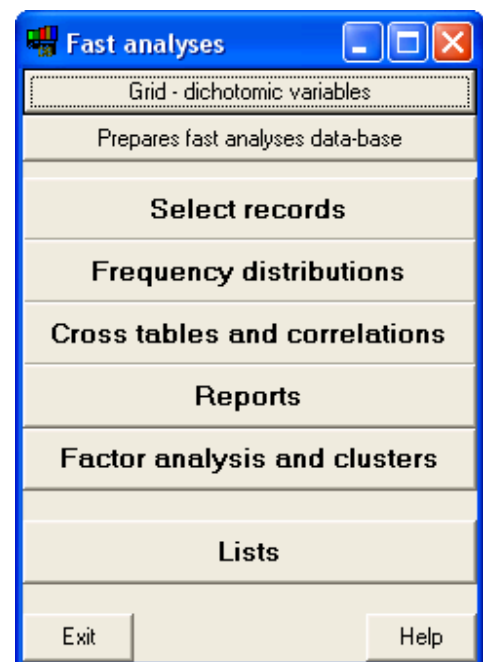 Fast analyses
Grid - dichotomic variables
Prepares fast analyses data-base
Select records
Frequency distributions
Cross tables and correlations
Reports
Factor analysis and clusters
Lists
Exit Help